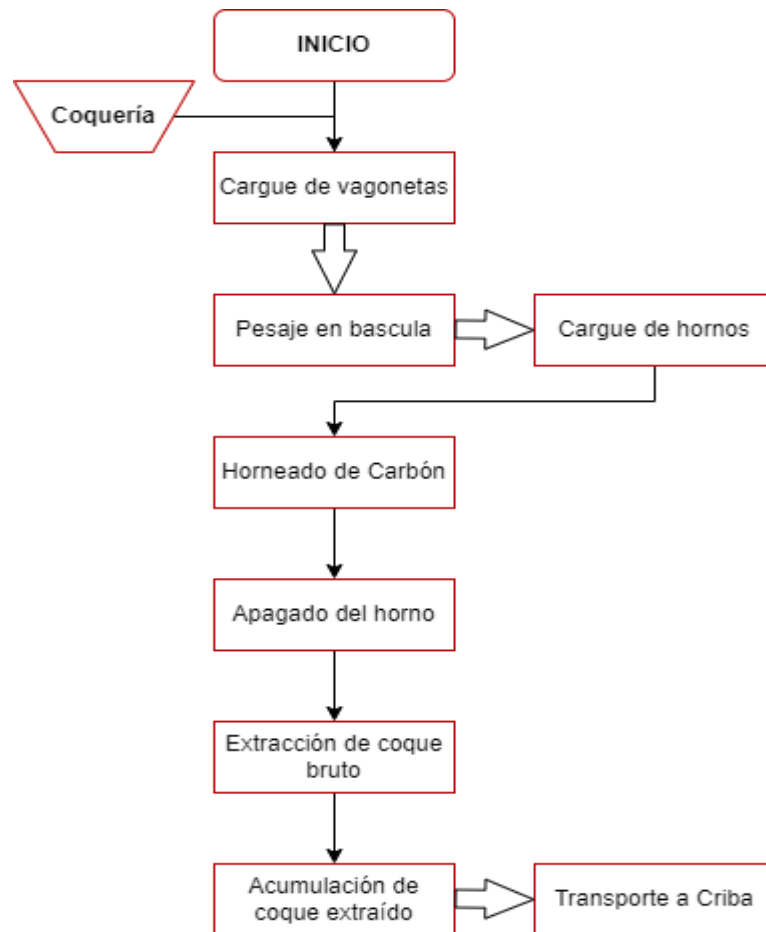 INICIO
Coquería
Cargue de vagonetas
Pesaje en bascula
Cargue de hornos
Horneado de Carbón
Apagado del horno
Extracción de coque
bruto
Acumulación de
coque extraído
Transporte a Criba